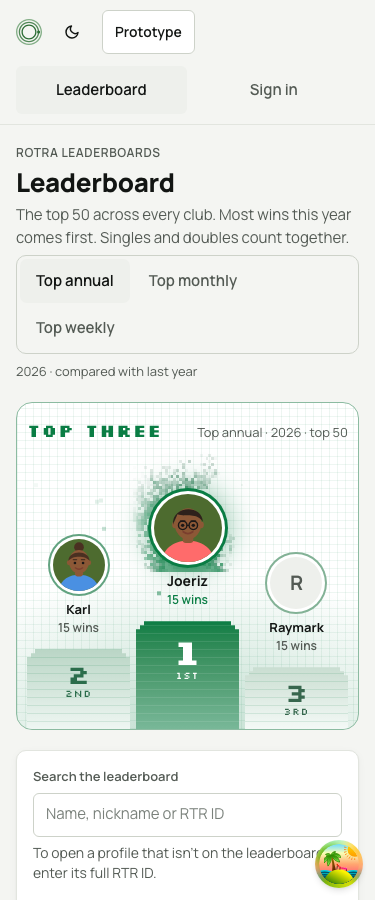 Prototype
Leaderboard
Sign in
ROTRA LEADERBOARDS
Leaderboard
The top 50 across every club. Most wins this year
comes first. Singles and doubles count together.
Top annual
Top monthly
Top weekly
2026 · compared with last year
TOP THREE
Top annual · 2026 · top 50
Joeriz
15 wins
Karl
15 wins
R
Raymark
15 wins
1
1ST
2
2ND
3
3RD
Search the leaderboard
Name, nickname or RTR ID
To open a profile that isn't on the leaderboard,
enter its full RTR ID.